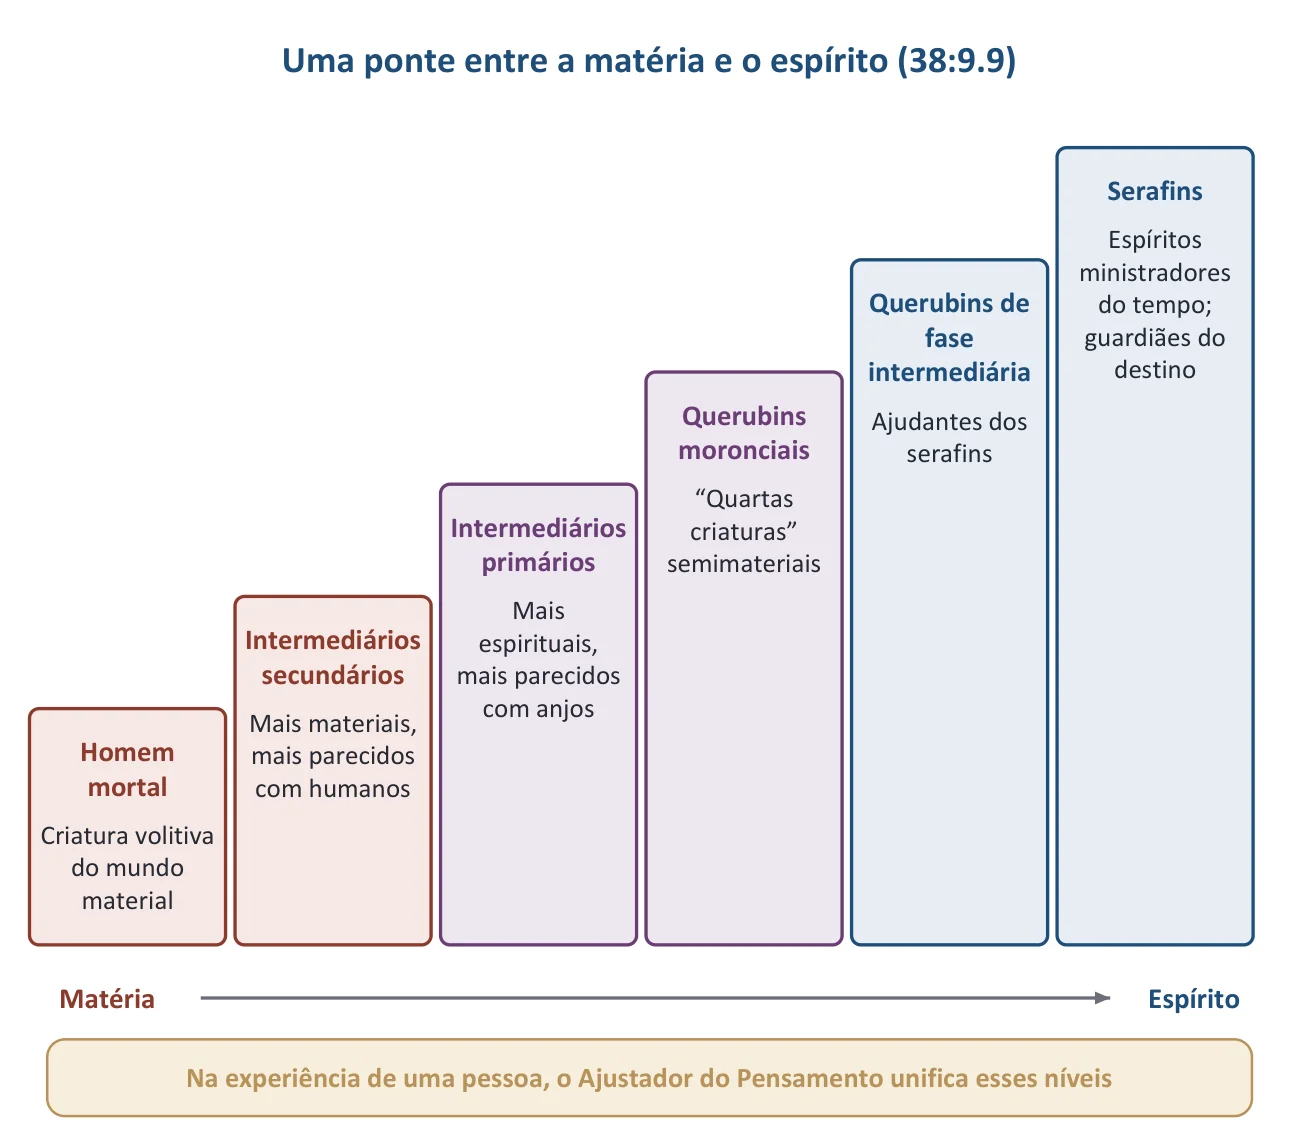 Uma ponte entre a matéria e o espírito (38:9.9)
Serafins
Espíritos
ministradores
do tempo;
guardiães do
destino
Querubins de
fase
intermediária
Ajudantes dos
serafins
Querubins
moronciais
“Quartas
criaturas”
semimateriais
Intermediários
primários
Mais
espirituais,
mais parecidos
com anjos
Intermediários
secundários
Mais materiais,
mais parecidos
com humanos
Homem
mortal
Criatura volitiva
do mundo
material
Matéria
Espírito
Na experiência de uma pessoa, o Ajustador do Pensamento unifica esses níveis